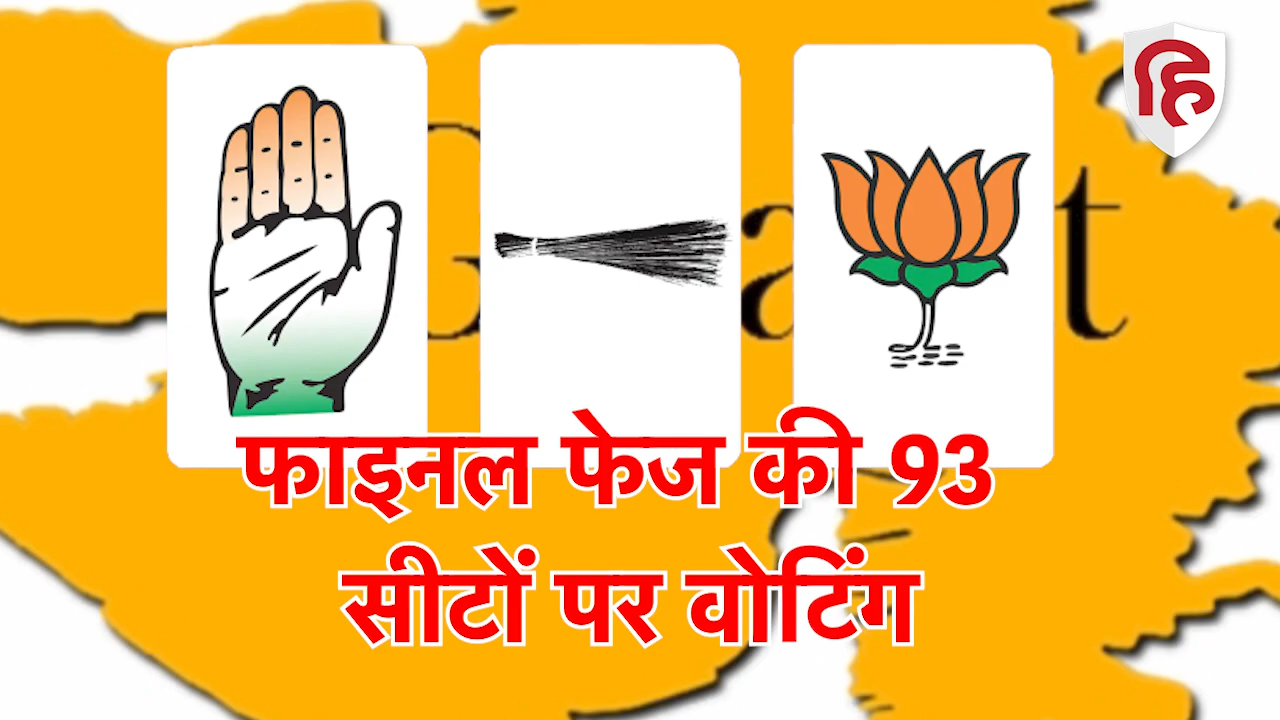 हि
फाइनल फेज की 93
सीटों पर वोटिंग